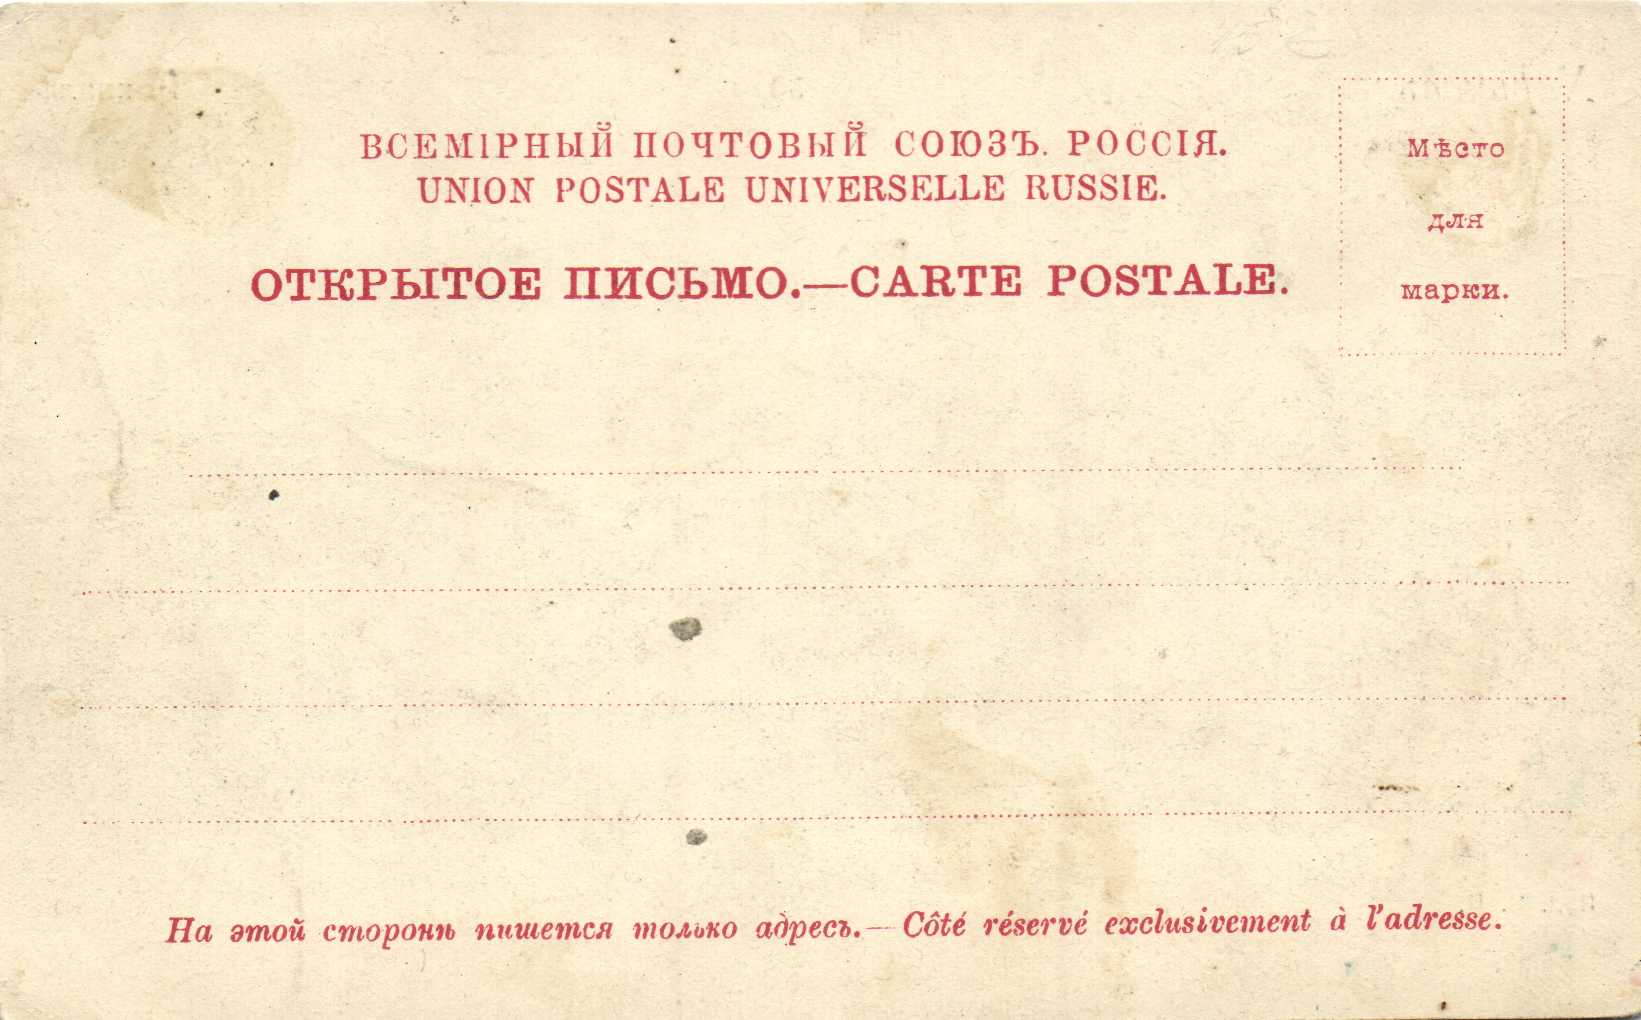 ВСЕМІРНЫЙ ПОЧТОВЫЙ СОЮЗЪ. РОССІЯ.
UNION POSTALE UNIVERSELLE RUSSIE.
ОТКРЫТОЕ ПИСЬМО.—CARTE POSTALE.
Мѣсто
для
марки.
На этой сторонѣ пишется только адресъ.—Côté réservé exclusivement à l'adresse.